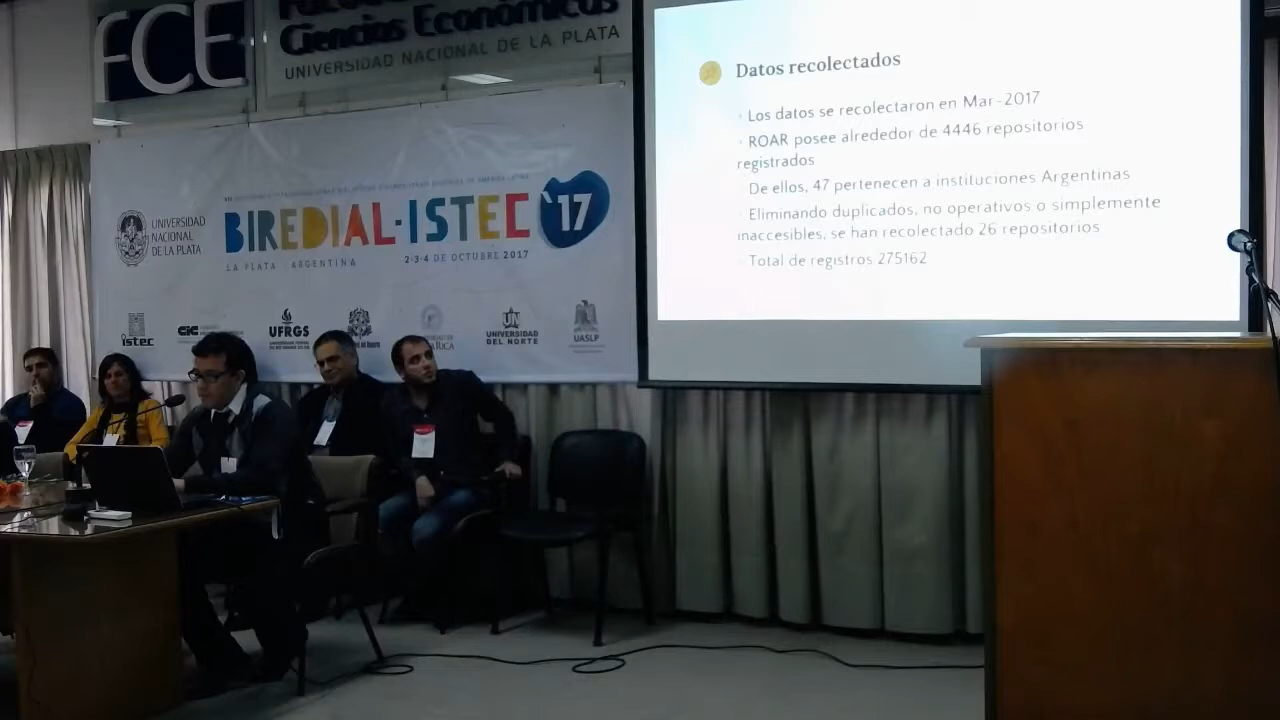 FCE
Ciencias Económicas
UNIVERSIDAD NACIONAL DE LA PLATA
UNIVERSIDAD
NACIONAL
DE LA PLATA
BIREDIAL-ISTEC '17
LA PLATA - ARGENTINA
2-3-4 DE OCTUBRE 2017
istec
CIC
UFRGS
UN
UNIVERSIDAD
DEL NORTE
UASLP
Datos recolectados
· Los datos se recolectaron en Mar-2017
· ROAR posee alrededor de 4446 repositorios
registrados
· De ellos, 47 pertenecen a instituciones Argentinas
· Eliminando duplicados, no operativos o simplemente
inaccesibles, se han recolectado 26 repositorios
· Total de registros 275162